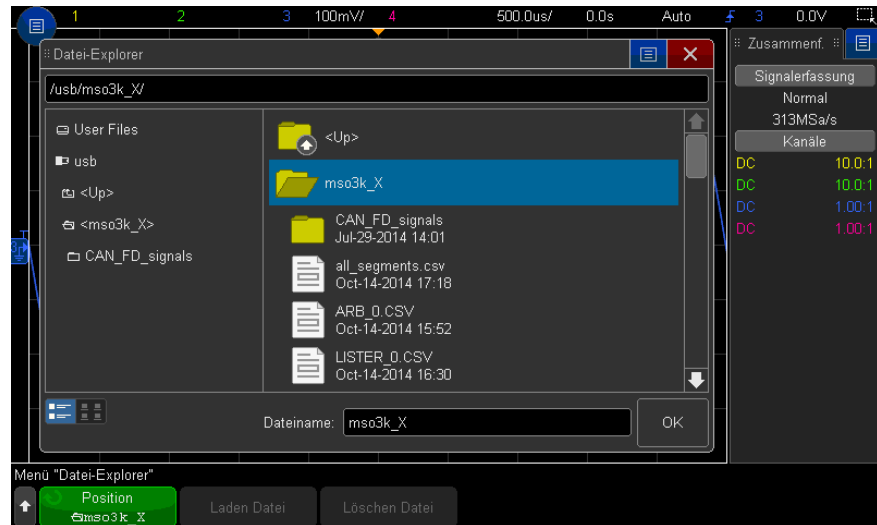 1 2 3 100mV/ 4 500.0us/ 0.0s Auto 3 0.0V
Datei-Explorer
/usb/mso3k_X/
User Files
usb
<Up>
<mso3k_X>
CAN_FD_signals
<Up>
mso3k_X
CAN_FD_signals
Jul-29-2014 14:01
all_segments.csv
Oct-14-2014 17:18
ARB_0.CSV
Oct-14-2014 15:52
LISTER_0.CSV
Oct-14-2014 16:30
Dateiname: mso3k_X OK
Zusammenf.
Signalerfassung
Normal
313MSa/s
Kanäle
DC 10.0:1
DC 10.0:1
DC 1.00:1
DC 1.00:1
3
Menü "Datei-Explorer"
Position
mso3k_X
Laden Datei
Löschen Datei